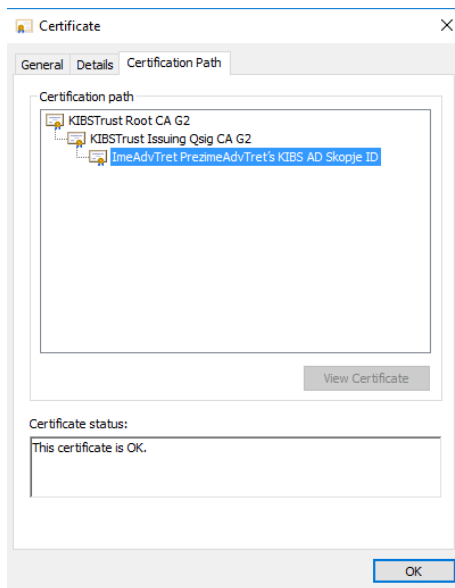 Certificate
General Details Certification Path
Certification path
KIBSTrust Root CA G2
KIBSTrust Issuing Qsig CA G2
ImeAdvTret PrezimeAdvTret's KIBS AD Skopje ID
View Certificate
Certificate status:
This certificate is OK.
OK